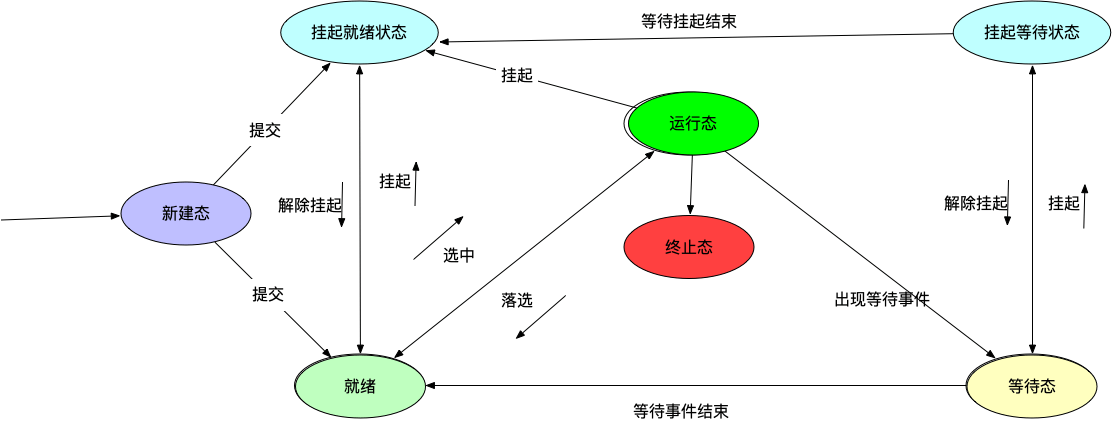 等待挂起结束
挂起就绪状态
挂起等待状态
挂起
运行态
提交
挂起
解除挂起
解除挂起
挂起
新建态
选中
终止态
提交
落选
出现等待事件
就绪
等待态
等待事件结束